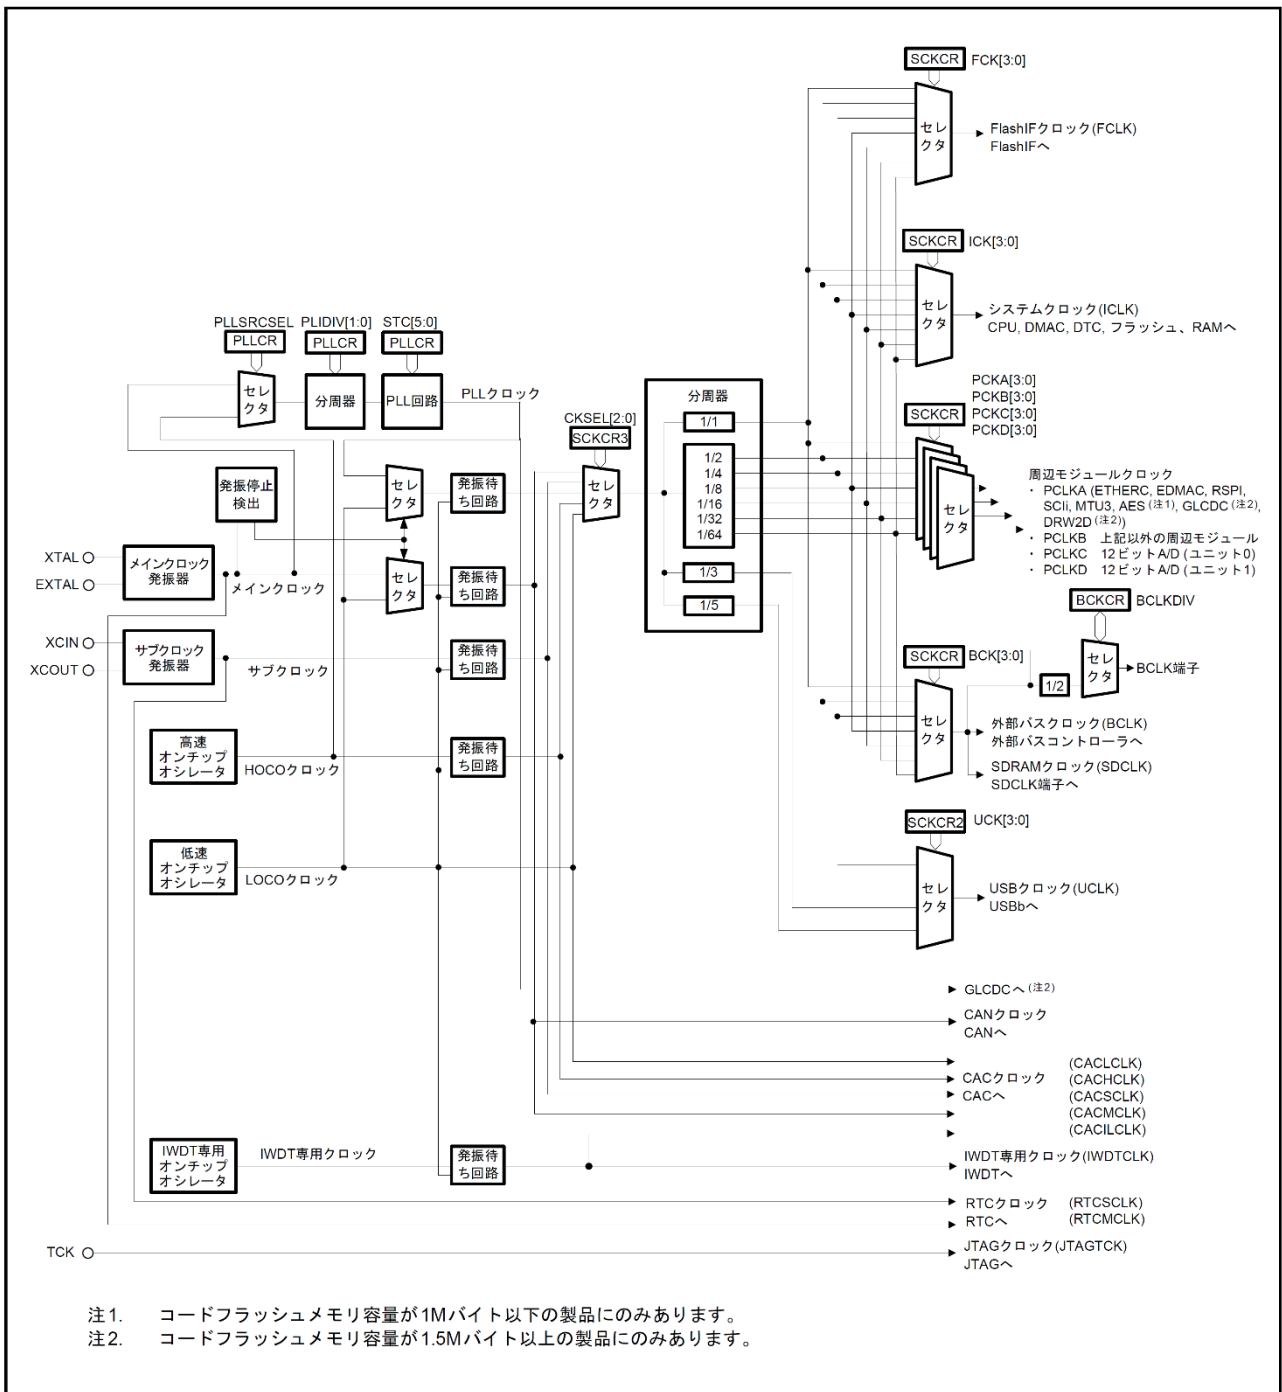 SCKCR FCK[3:0]
セレクタ
FlashIFクロック(FCLK)
FlashIFへ
SCKCR ICK[3:0]
セレクタ
システムクロック(ICLK)
CPU, DMAC, DTC, フラッシュ、RAMへ
PLLSRCSEL PLIDIV[1:0] STC[5:0]
PLLCR PLLCR PLLCR
セレクタ
分周器
PLL回路
PLLクロック
CKSEL[2:0]
SCKCR3
分周器
1/1
1/2
1/4
1/8
1/16
1/32
1/64
1/3
1/5
PCKA[3:0]
PCKB[3:0]
PCKC[3:0]
PCKD[3:0]
SCKCR
セレクタ
周辺モジュールクロック
・ PCLKA (ETHERC, EDMAC, RSPI,
SCIi, MTU3, AES (注1), GLCDC (注2),
DRW2D (注2))
・ PCLKB 上記以外の周辺モジュール
・ PCLKC 12ビットA/D (ユニット0)
・ PCLKD 12ビットA/D (ユニット1)
発振停止
検出
セレクタ
発振待
ち回路
セレクタ
XTAL
EXTAL
メインクロック
発振器
メインクロック
セレクタ
発振待
ち回路
XCIN
XCOUT
サブクロック
発振器
サブクロック
発振待
ち回路
BCKCR BCLKDIV
SCKCR BCK[3:0]
セレクタ
1/2
セレクタ
BCLK端子
外部バスクロック(BCLK)
外部バスコントローラへ
SDRAMクロック(SDCLK)
SDCLK端子へ
高速
オンチップ
オシレータ
HOCOクロック
発振待
ち回路
SCKCR2 UCK[3:0]
セレクタ
USBクロック(UCLK)
USBbへ
低速
オンチップ
オシレータ
LOCOクロック
GLCDCへ (注2)
CANクロック
CANへ
CACクロック
CACへ
(CACLCLK)
(CACHCLK)
(CACSCLK)
(CACMCLK)
(CACILCLK)
IWDT専用
オンチップ
オシレータ
IWDT専用クロック
発振待
ち回路
IWDT専用クロック(IWDTCLK)
IWDTへ
RTCクロック (RTCSCLK)
RTCへ (RTCMCLK)
TCK
JTAGクロック(JTAGTCK)
JTAGへ
注1. コードフラッシュメモリ容量が1Mバイト以下の製品にのみあります。
注2. コードフラッシュメモリ容量が1.5Mバイト以上の製品にのみあります。